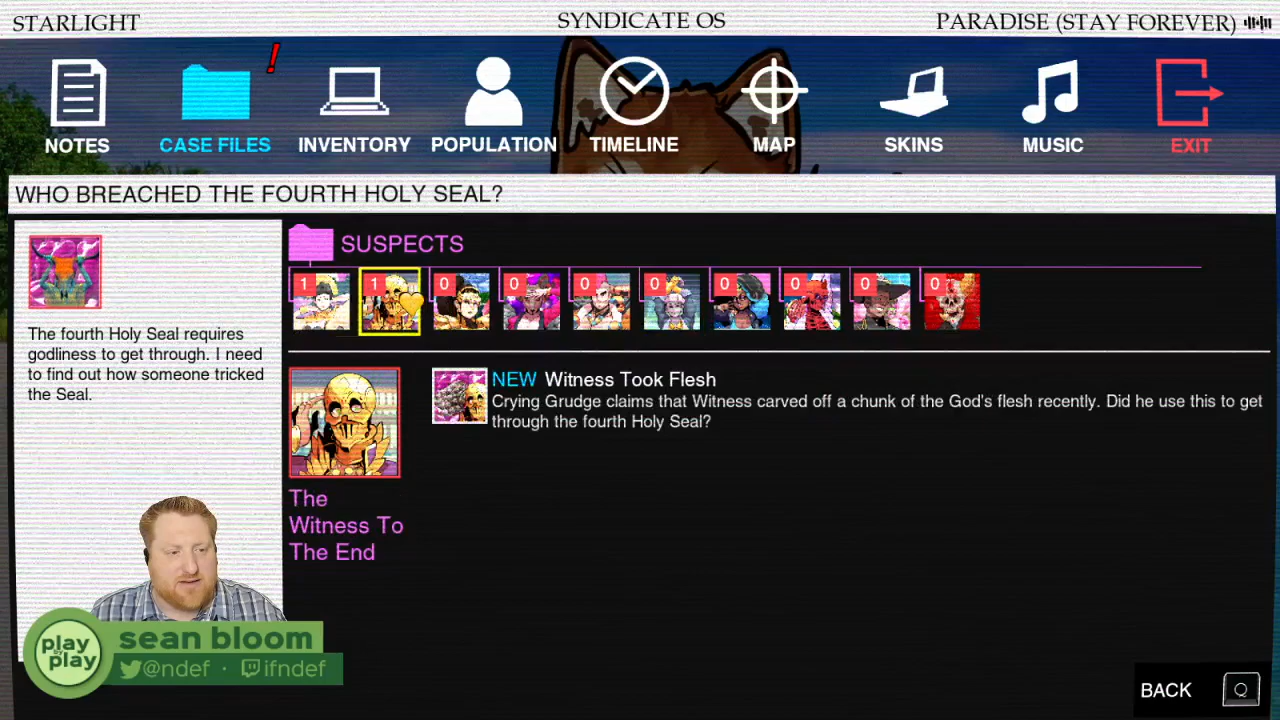 STARLIGHT
SYNDICATE OS
PARADISE (STAY FOREVER)
!
NOTES
CASE FILES
INVENTORY
POPULATION
TIMELINE
MAP
SKINS
MUSIC
EXIT
WHO BREACHED THE FOURTH HOLY SEAL?
The fourth Holy Seal requires
godliness to get through. I need
to find out how someone tricked
the Seal.
SUSPECTS
1 1 0 0 0 0 0 0 0 0
The
Witness To
The End
NEW Witness Took Flesh
Crying Grunge claims that Witness carved off a chunk of the God's flesh recently. Did he use this to get
through the fourth Holy Seal?
play
by
play
sean bloom
@ndef · ifndef
BACK Q